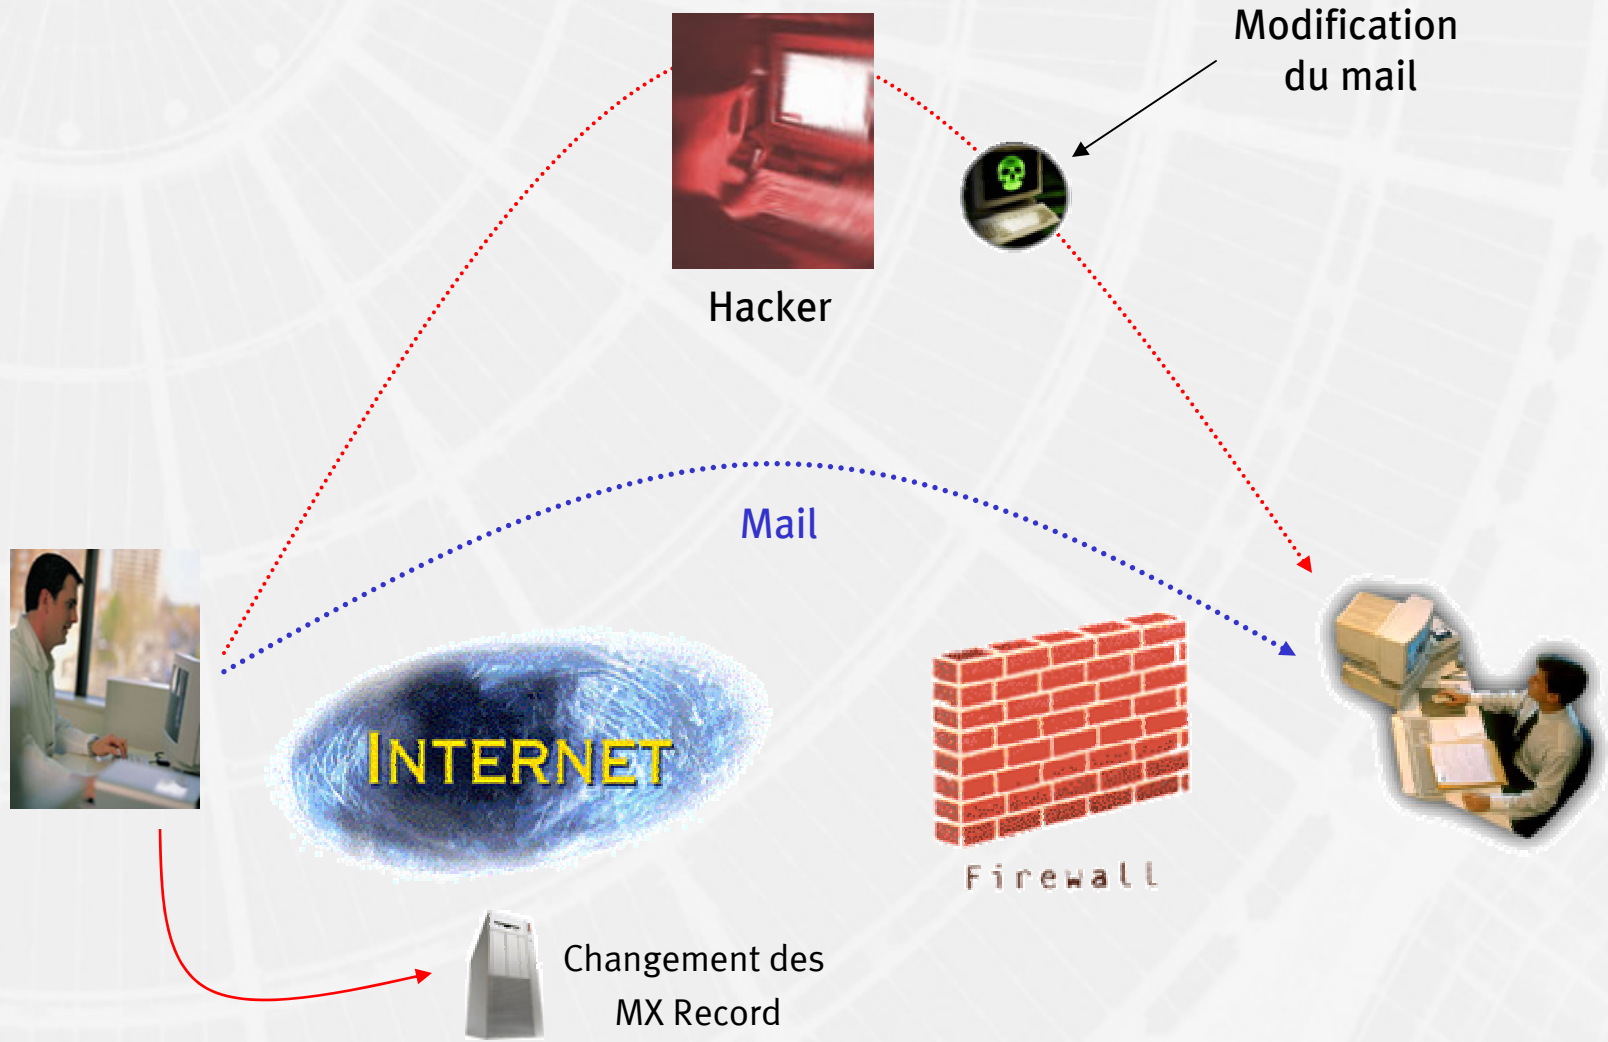 Modification
du mail
Hacker
Mail
INTERNET
Firewall
Changement des
MX Record